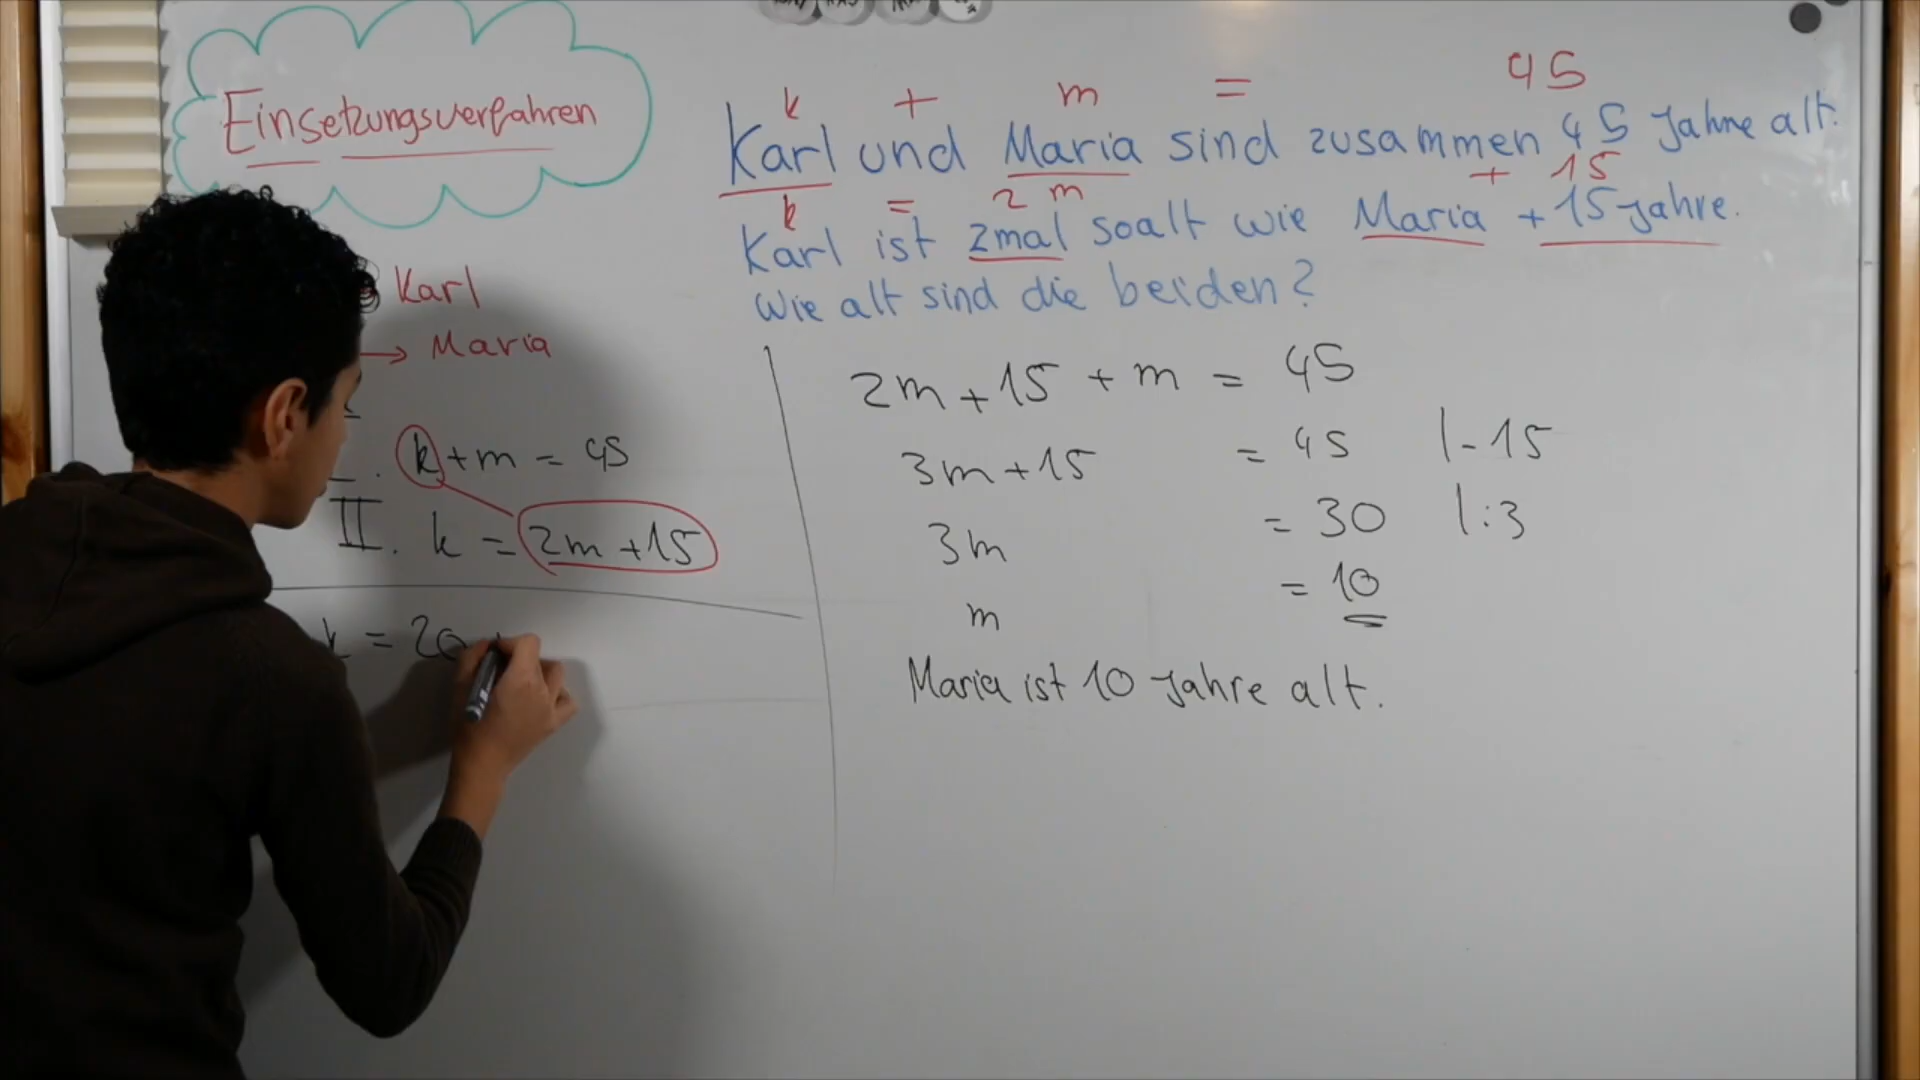 Einsetzungsverfahren
k + m = 45
Karl und Maria sind zusammen 45 Jahre alt.
k = 2 m + 15
Karl ist 2mal soalt wie Maria + 15 Jahre.
Wie alt sind die beiden?
Karl
→ Maria
k+m = 45
II. k = 2m+15
k = 20
2m+15 + m = 45
3m+15 = 45 |-15
3m = 30 |:3
m = 10
Maria ist 10 Jahre alt.